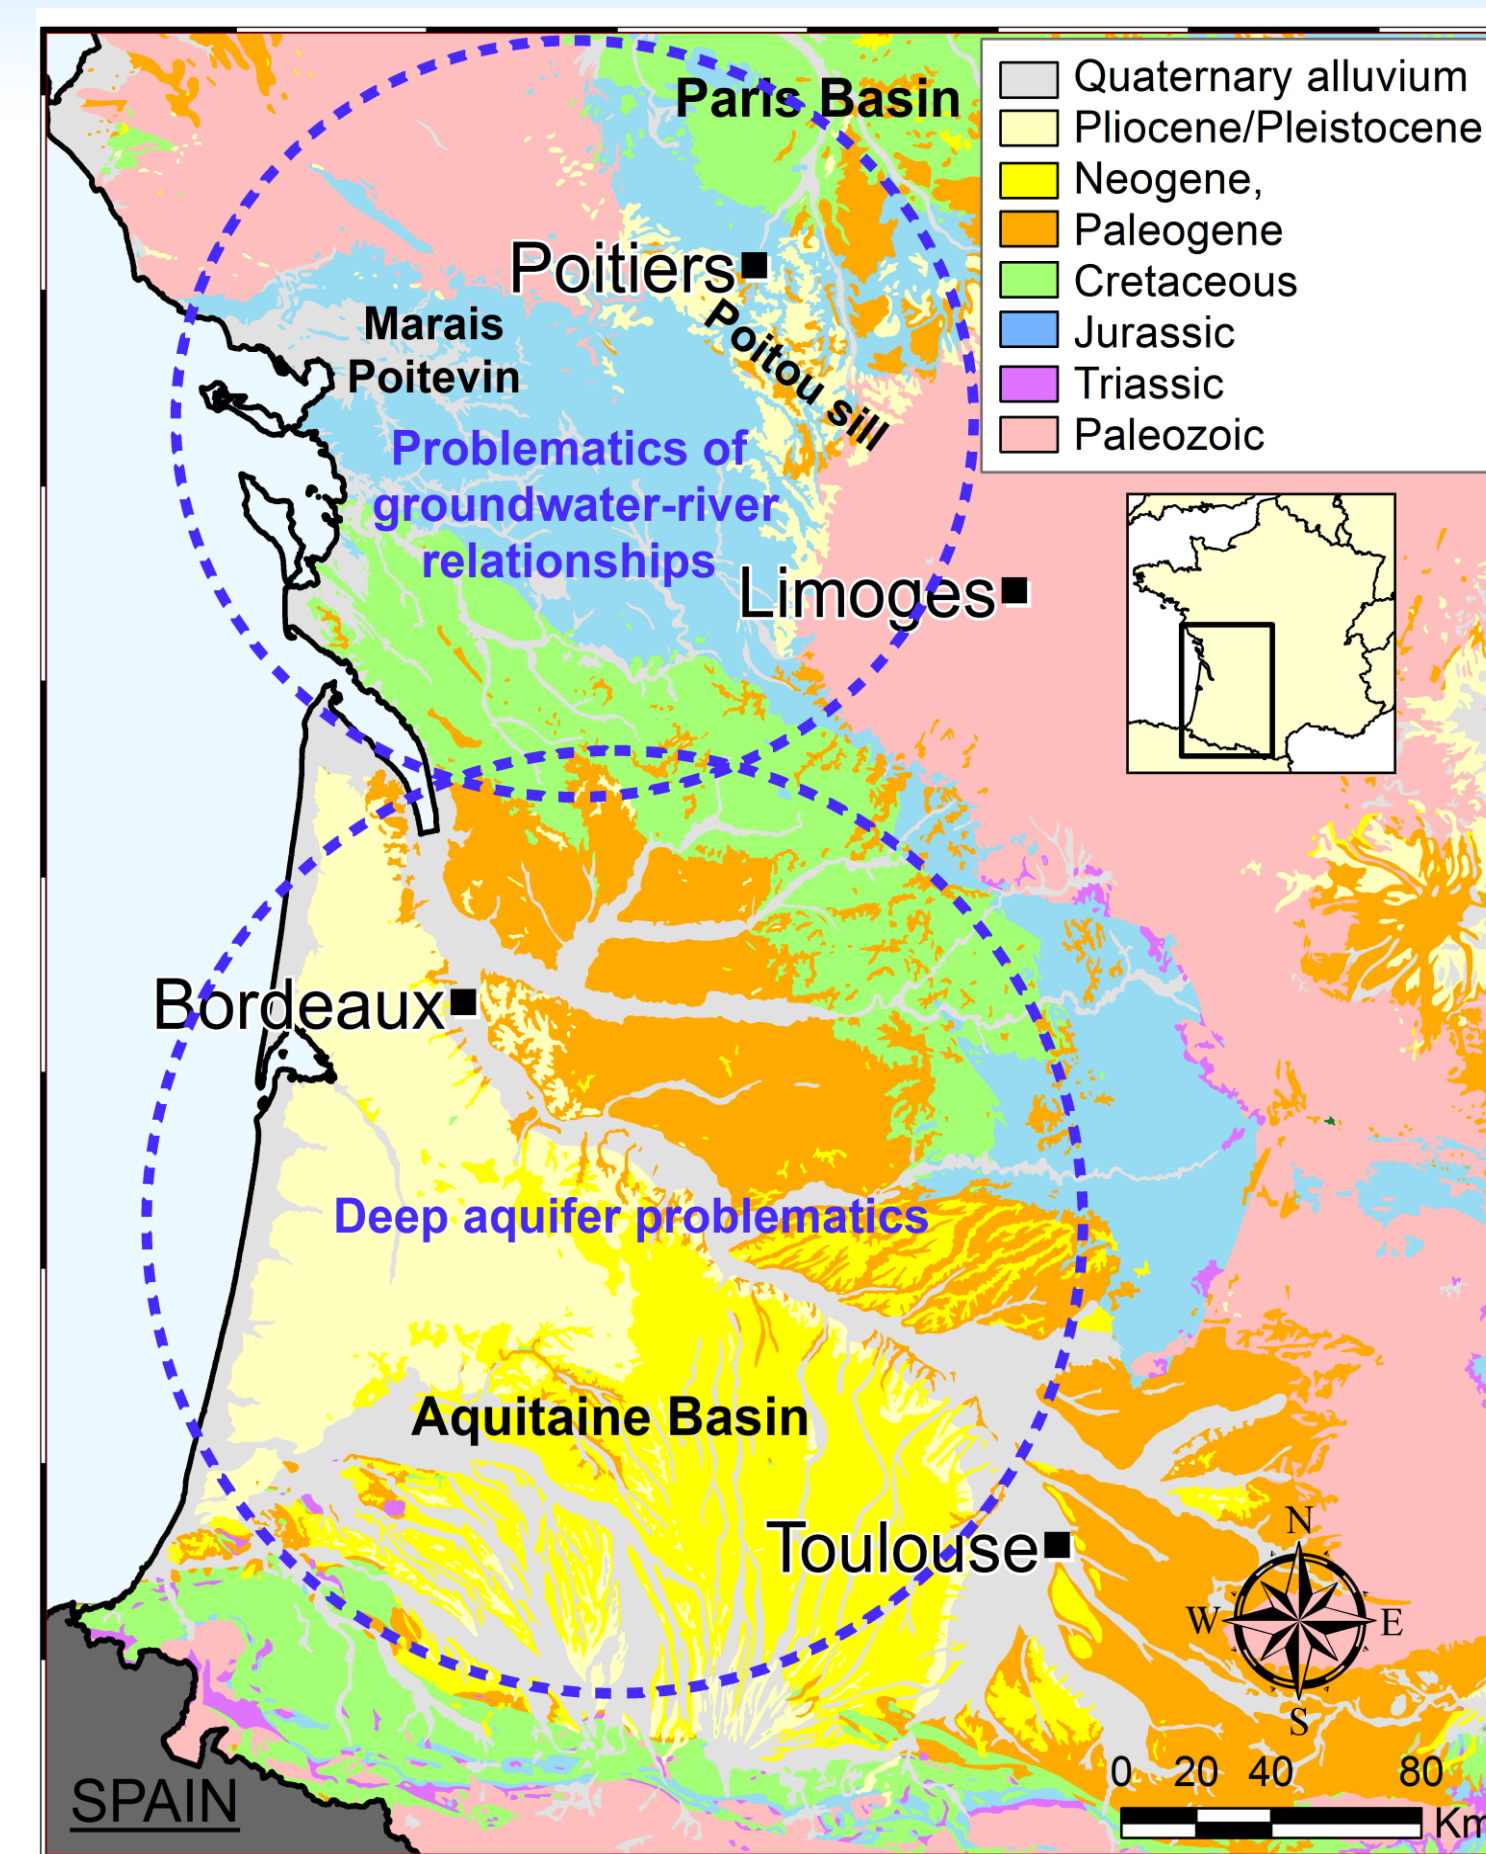 Paris Basin
Quaternary alluvium
Pliocene/Pleistocene
Neogene,
Paleogene
Cretaceous
Jurassic
Triassic
Paleozoic
Poitiers
Marais
Poitevin
Poitou sill
Problematics of
groundwater-river
relationships
Limoges
Bordeaux
Deep aquifer problematics
Aquitaine Basin
Toulouse
N
W E
S
SPAIN
0 20 40 80
Km